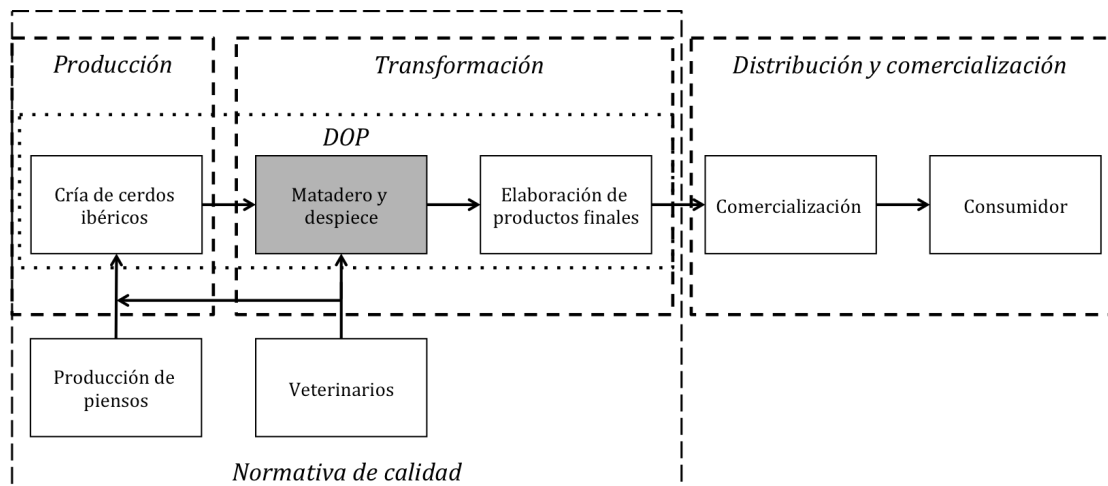 Producción
Transformación
Distribución y comercialización
DOP
Cría de cerdos
ibéricos
Matadero y
despiece
Elaboración de
productos finales
Comercialización
Consumidor
Producción de
piensos
Veterinarios
Normativa de calidad